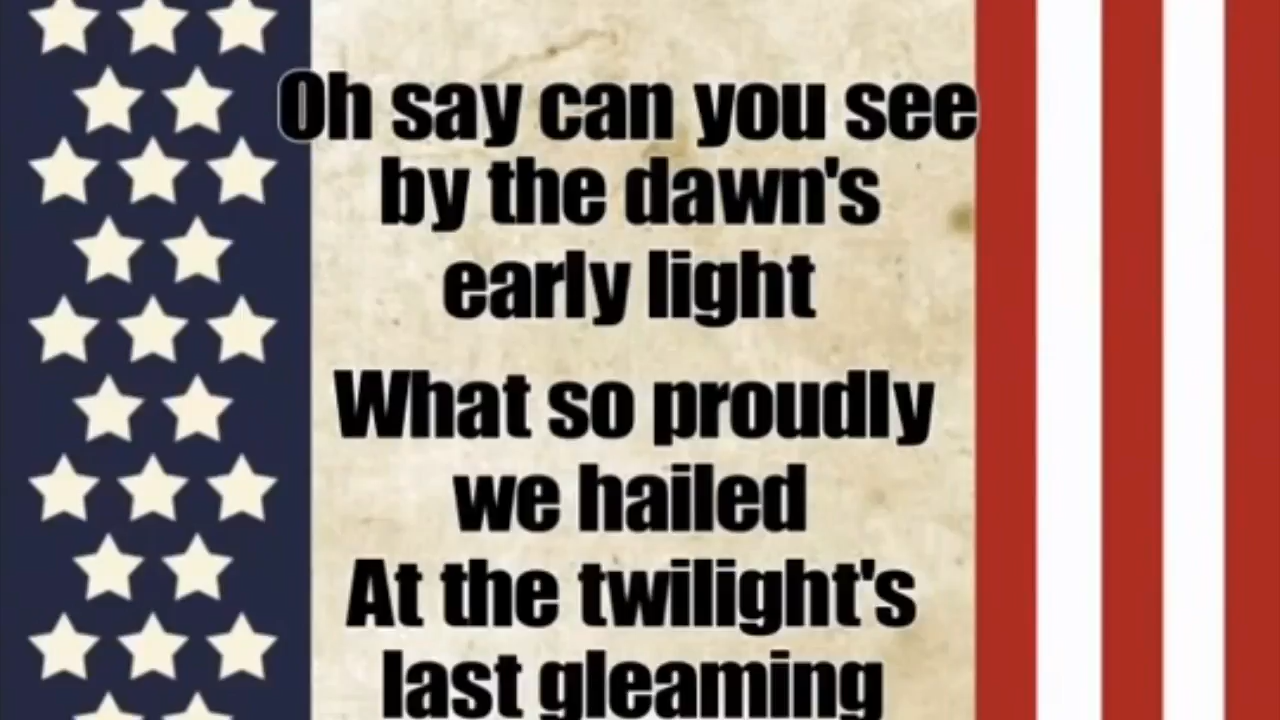 Oh say can you see
by the dawn's
early light
What so proudly
we hailed
At the twilight's
last gleaming